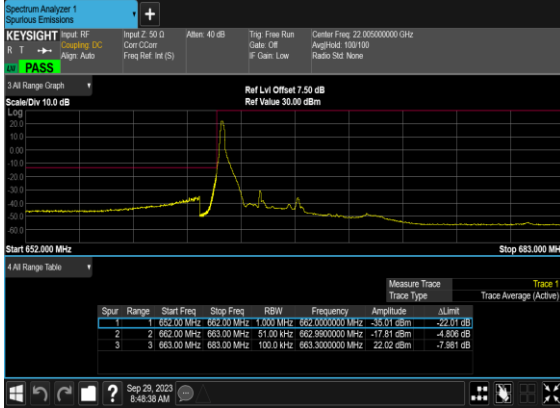 Spectrum Analyzer 1
Spurious Emissions
+
KEYSIGHT Input: RF Input Z: 50 Ω Atten: 40 dB Trig: Free Run Center Freq: 22.005000000 GHz
R T Coupling: DC Corr CCorr Gate: Off Avg|Hold: 100/100
Align: Auto Freq Ref: Int (S) IF Gain: Low Radio Std: None
PASS
3 All Range Graph
Ref Lvl Offset 7.50 dB
Scale/Div 10.0 dB Ref Value 30.00 dBm
Log
20.0
10.0
0.00
-10.0
-20.0
-30.0
-40.0
-50.0
-60.0
Start 652.000 MHz Stop 683.000 MHz
4 All Range Table
Measure Trace Trace 1
Trace Type Trace Average (Active)
Spur Range Start Freq Stop Freq RBW Frequency Amplitude ΔLimit
1 1 652.00 MHz 662.00 MHz 1.000 MHz 662.0000000 MHz -35.01 dBm -22.01 dB
2 2 662.00 MHz 663.00 MHz 51.00 kHz 662.9900000 MHz -17.81 dBm -4.806 dB
3 3 663.00 MHz 683.00 MHz 100.0 kHz 663.3000000 MHz 22.02 dBm -7.981 dB
? Sep 29, 2023
8:48:38 AM